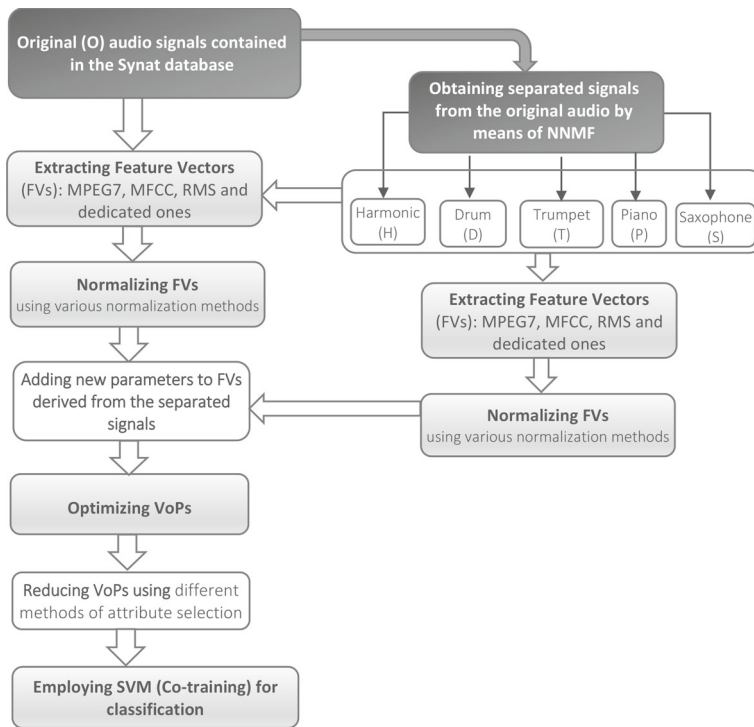 Original (O) audio signals contained
in the Synat database
Obtaining separated signals
from the original audio by
means of NNMF
Extracting Feature Vectors
(FVs): MPEG7, MFCC, RMS and
dedicated ones
Harmonic
(H)
Drum
(D)
Trumpet
(T)
Piano
(P)
Saxophone
(S)
Normalizing FVs
using various normalization methods
Extracting Feature Vectors
(FVs): MPEG7, MFCC, RMS and
dedicated ones
Adding new parameters to FVs
derived from the separated
signals
Normalizing FVs
using various normalization methods
Optimizing VoPs
Reducing VoPs using different
methods of attribute selection
Employing SVM (Co-training) for
classification